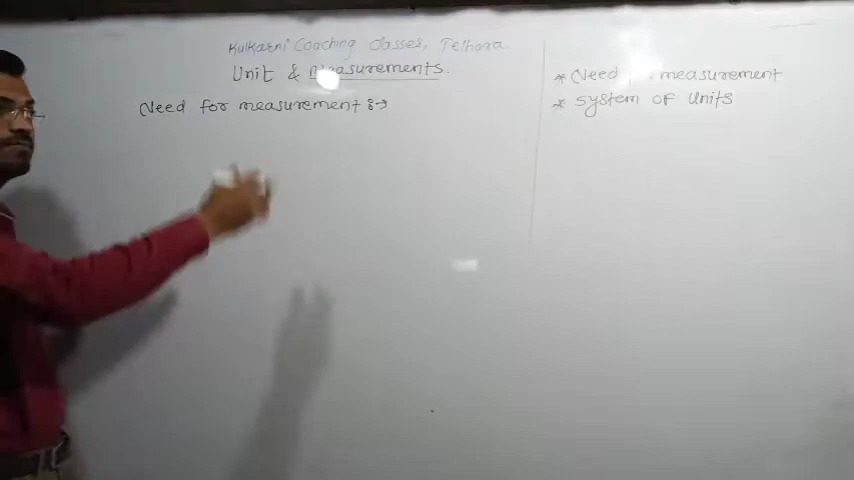 Kulkarni Coaching Classes, Telhara
Unit & measurements.
Need for measurement :→
* Need measurement
* system of Units